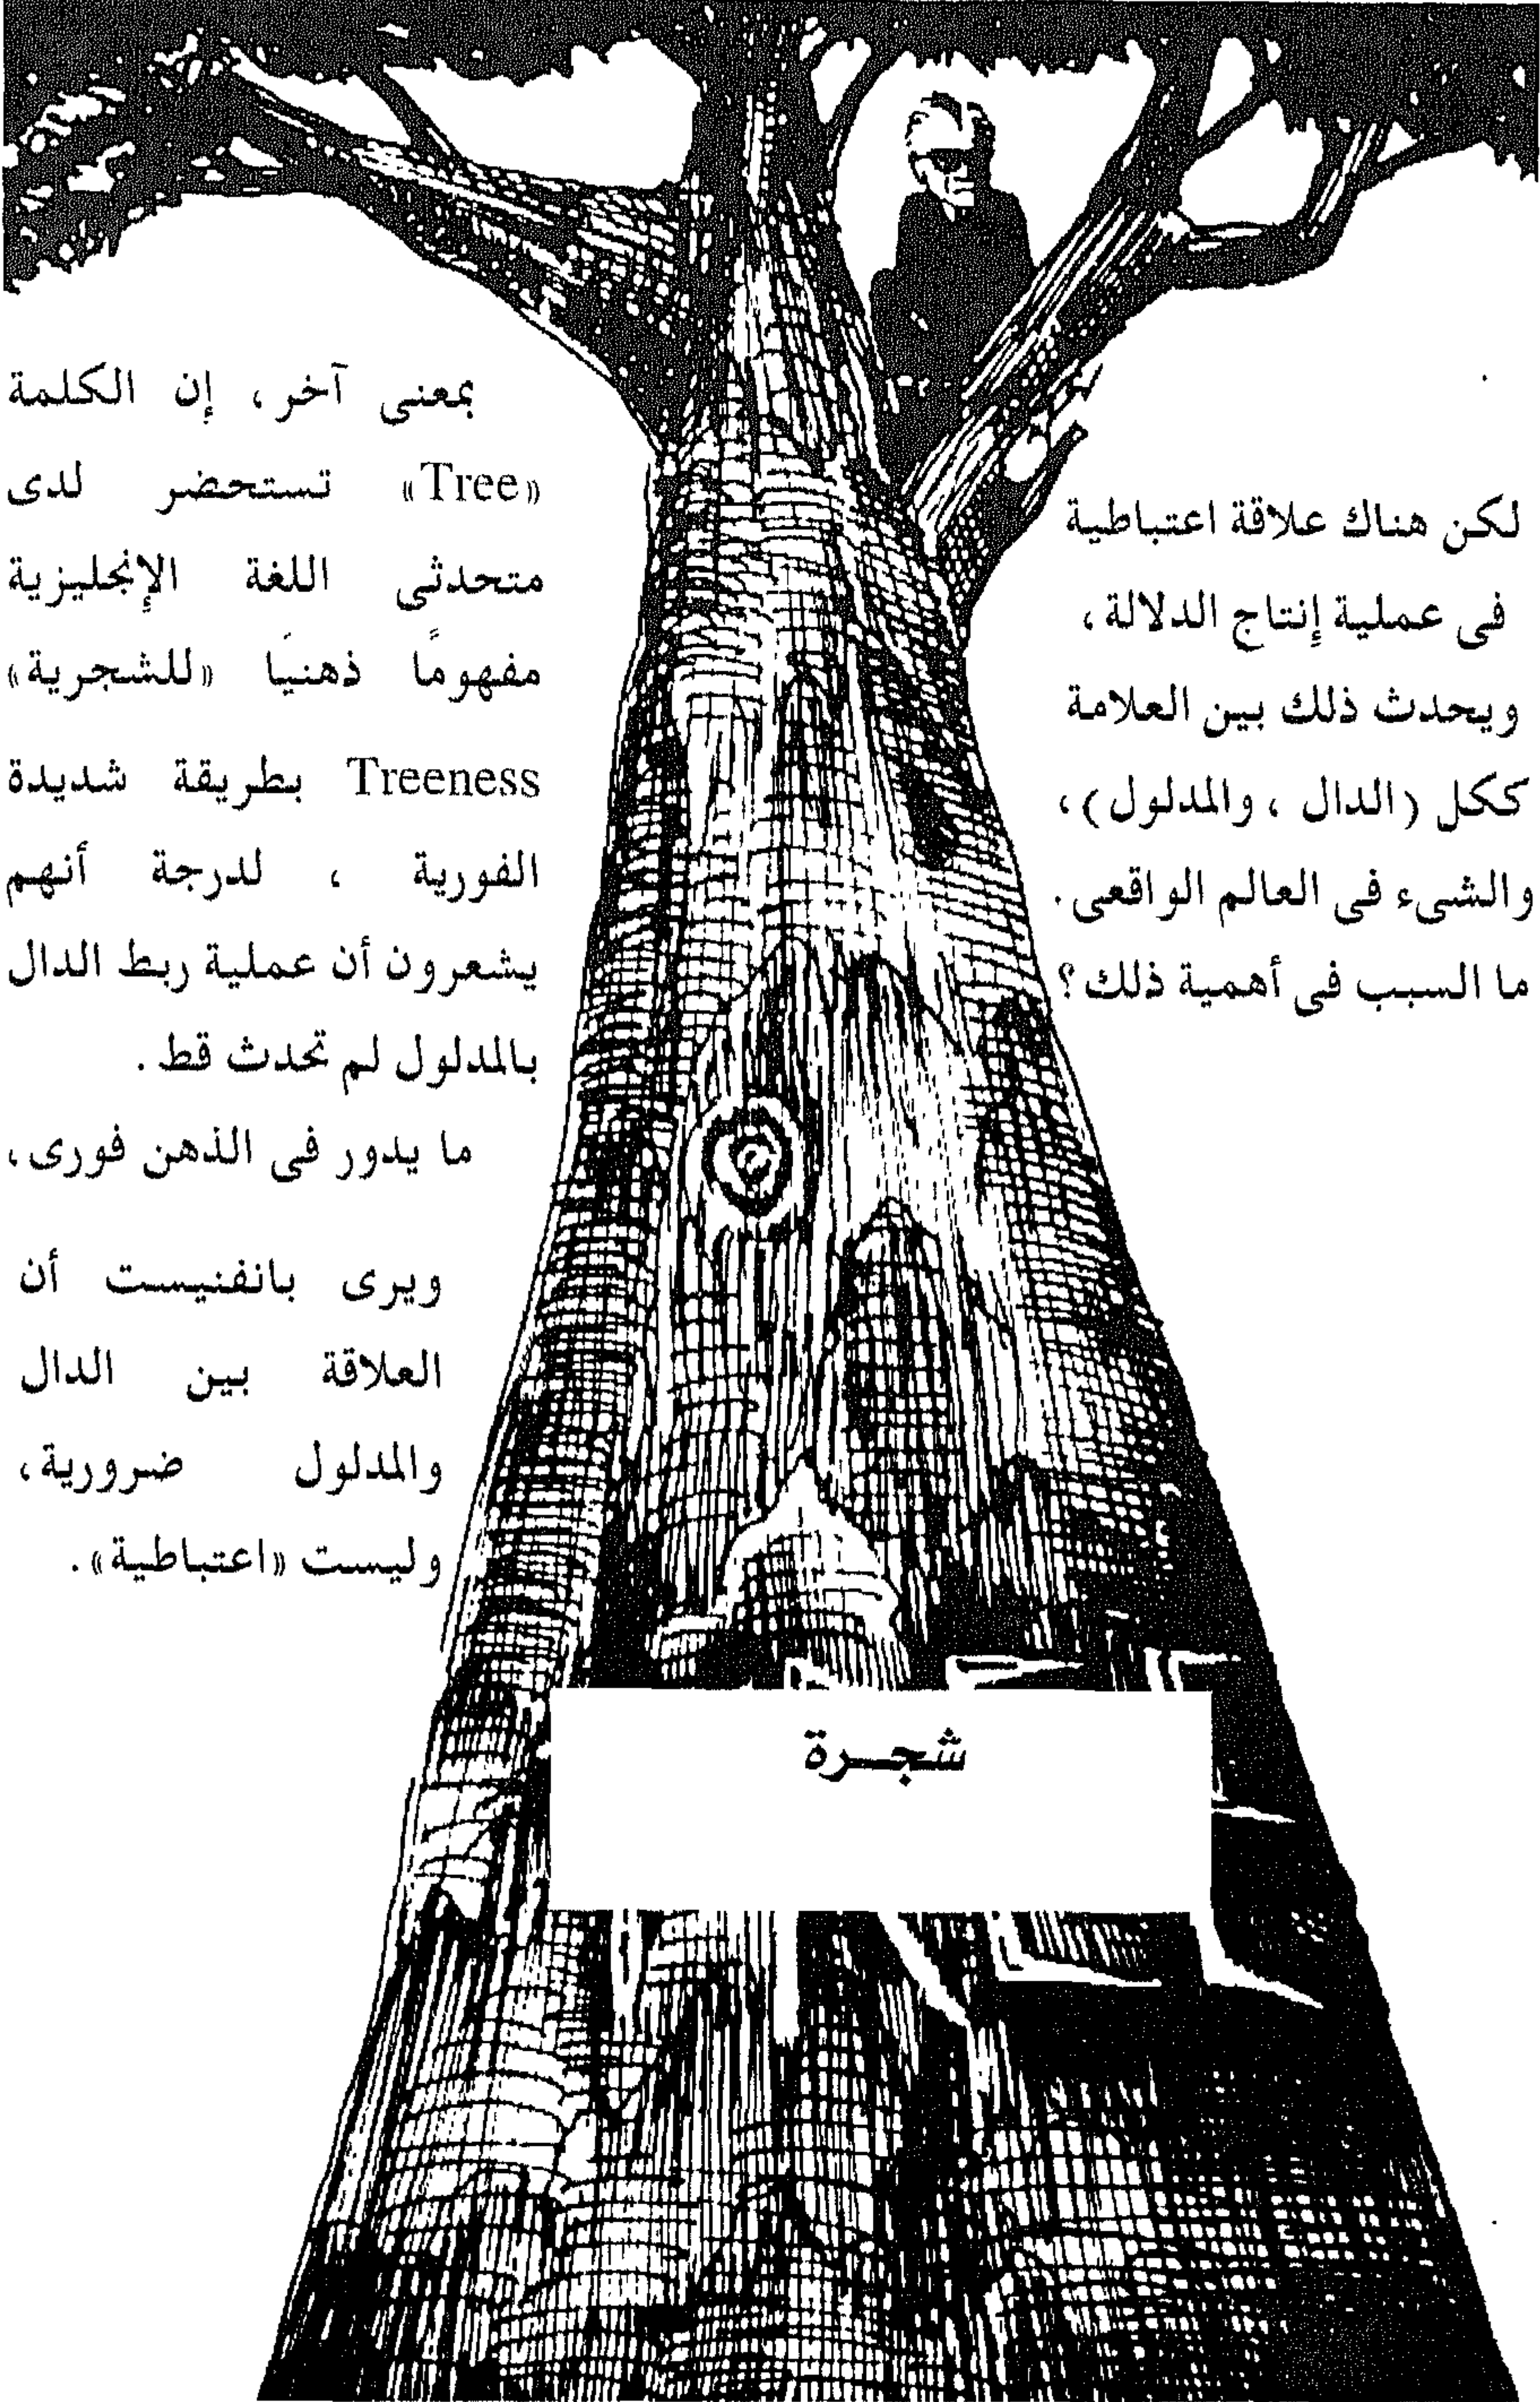 بمعنى آخر، إن الكلمة
«Tree» تستحضر لدى
متحدثى اللغة الإنجليزية
مفهومًا ذهنيًا «للشجرية»
Treeness بطريقة شديدة
الفورية ، لدرجة أنهم
يشعرون أن عملية ربط الدال
بالمدلول لم تحدث قط .
ما يدور فى الذهن فورى،
ويرى بانفنيست أن
العلاقة بين الدال
والمدلول ضرورية،
وليست «اعتباطية» .
لكن هناك علاقة اعتباطية
فى عملية إنتاج الدلالة ،
ويحدث ذلك بين العلامة
ككل (الدال ، والمدلول) ،
والشىء فى العالم الواقعى .
ما السبب فى أهمية ذلك ؟
شجـــرة